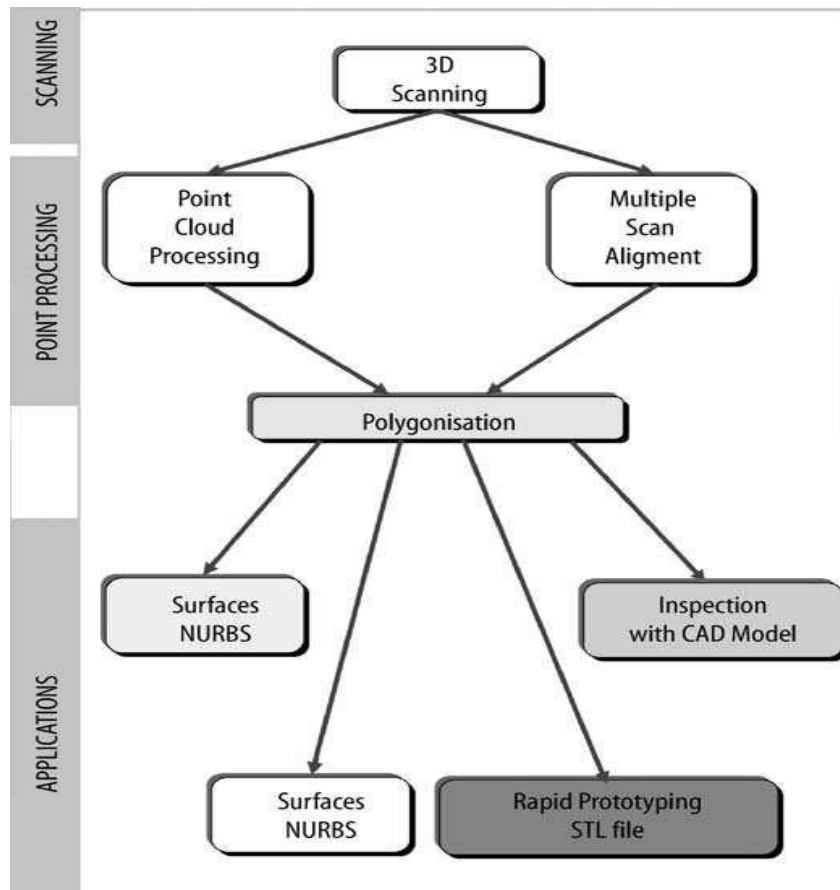 SCANNING
3D
Scanning
POINT PROCESSING
Point
Cloud
Processing
Multiple
Scan
Aligment
Polygonisation
APPLICATIONS
Surfaces
NURBS
Inspection
with CAD Model
Surfaces
NURBS
Rapid Prototyping
STL file